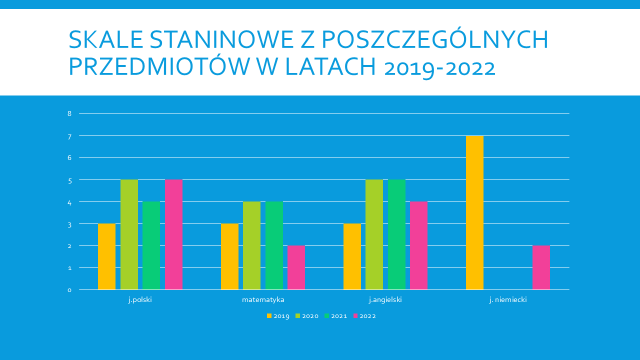 SKALE STANINOWE Z POSZCZEGÓLNYCH
PRZEDMIOTÓW W LATACH 2019-2022
8
7
6
5
4
3
2
1
0
j.polski matematyka j.angielski j. niemiecki
2019 2020 2021 2022